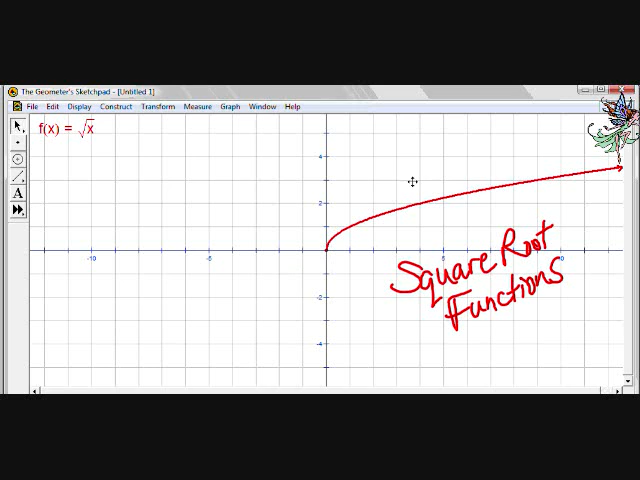 The Geometer's Sketchpad - [Untitled 1]
File Edit Display Construct Transform Measure Graph Window Help
f(x) = √x
A
4
2
-10 -5 5 10
-2
-4
Square Root
Functions